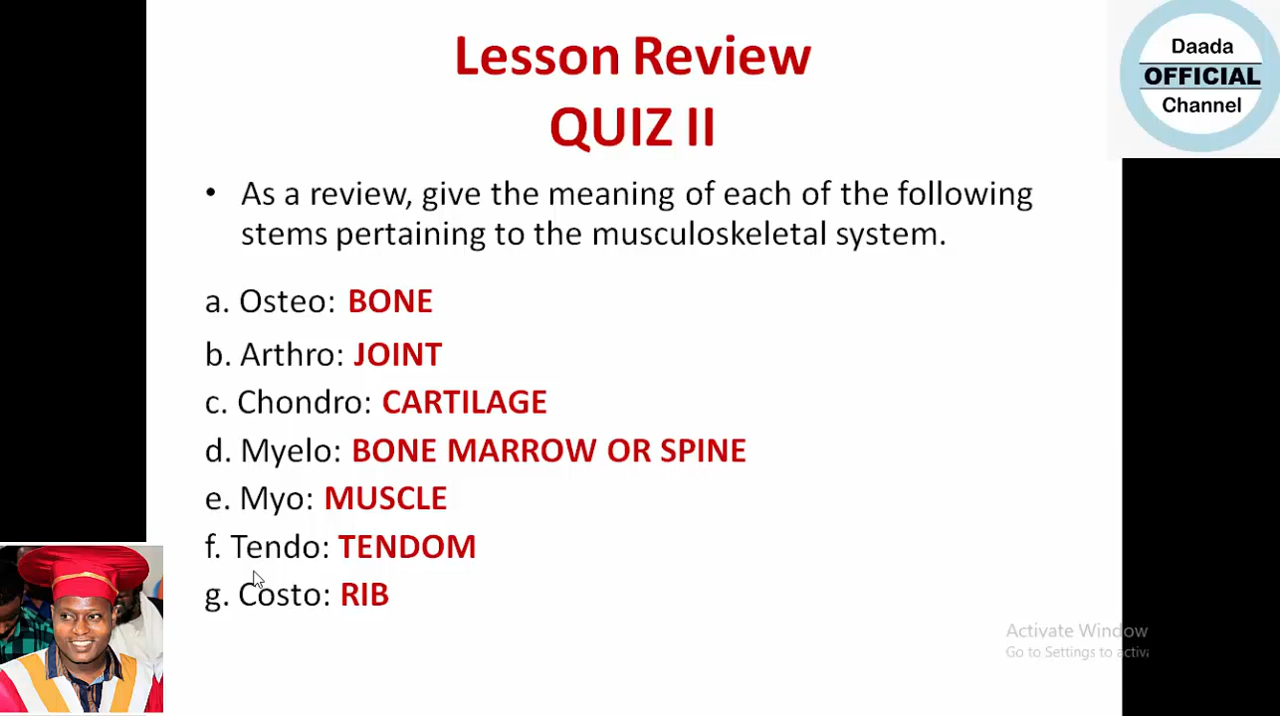 Lesson Review
QUIZ II
Daada
OFFICIAL
Channel
• As a review, give the meaning of each of the following
stems pertaining to the musculoskeletal system.
a. Osteo: BONE
b. Arthro: JOINT
c. Chondro: CARTILAGE
d. Myelo: BONE MARROW OR SPINE
e. Myo: MUSCLE
f. Tendo: TENDOM
g. Costo: RIB
Activate Window
Go to Settings to activ